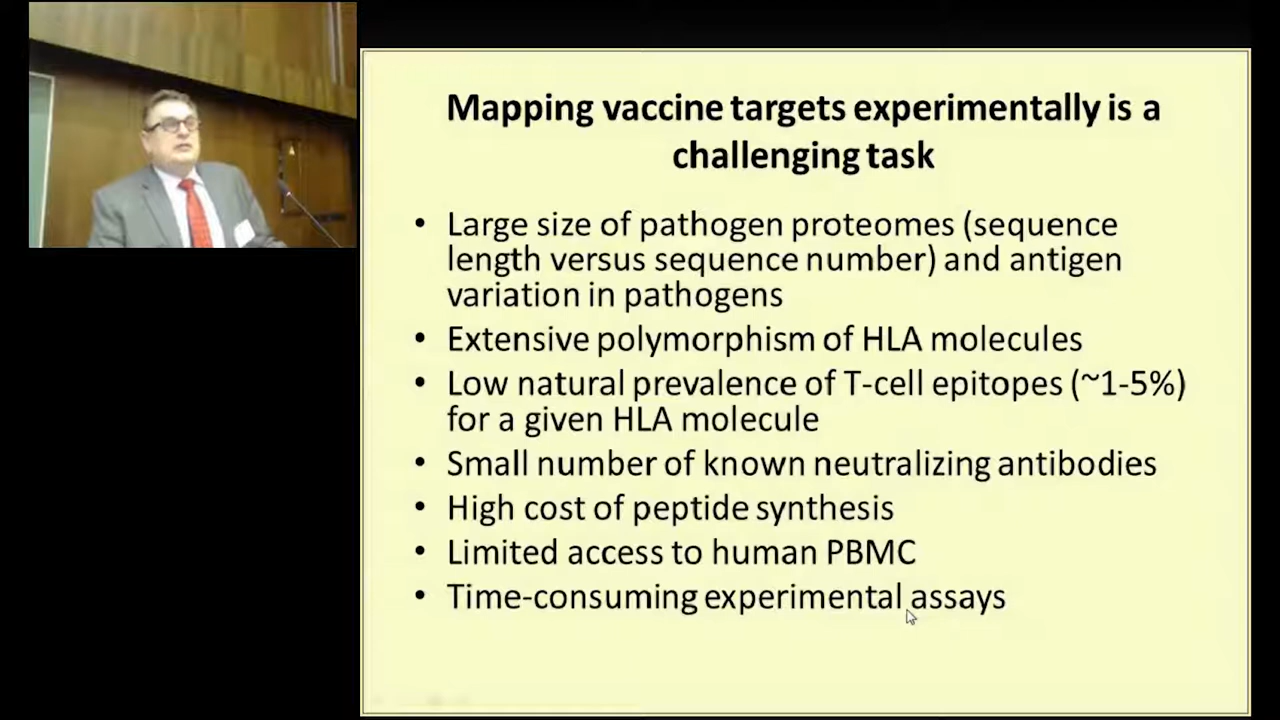 Mapping vaccine targets experimentally is a
challenging task
• Large size of pathogen proteomes (sequence
length versus sequence number) and antigen
variation in pathogens
• Extensive polymorphism of HLA molecules
• Low natural prevalence of T-cell epitopes (~1-5%)
for a given HLA molecule
• Small number of known neutralizing antibodies
• High cost of peptide synthesis
• Limited access to human PBMC
• Time-consuming experimental assays